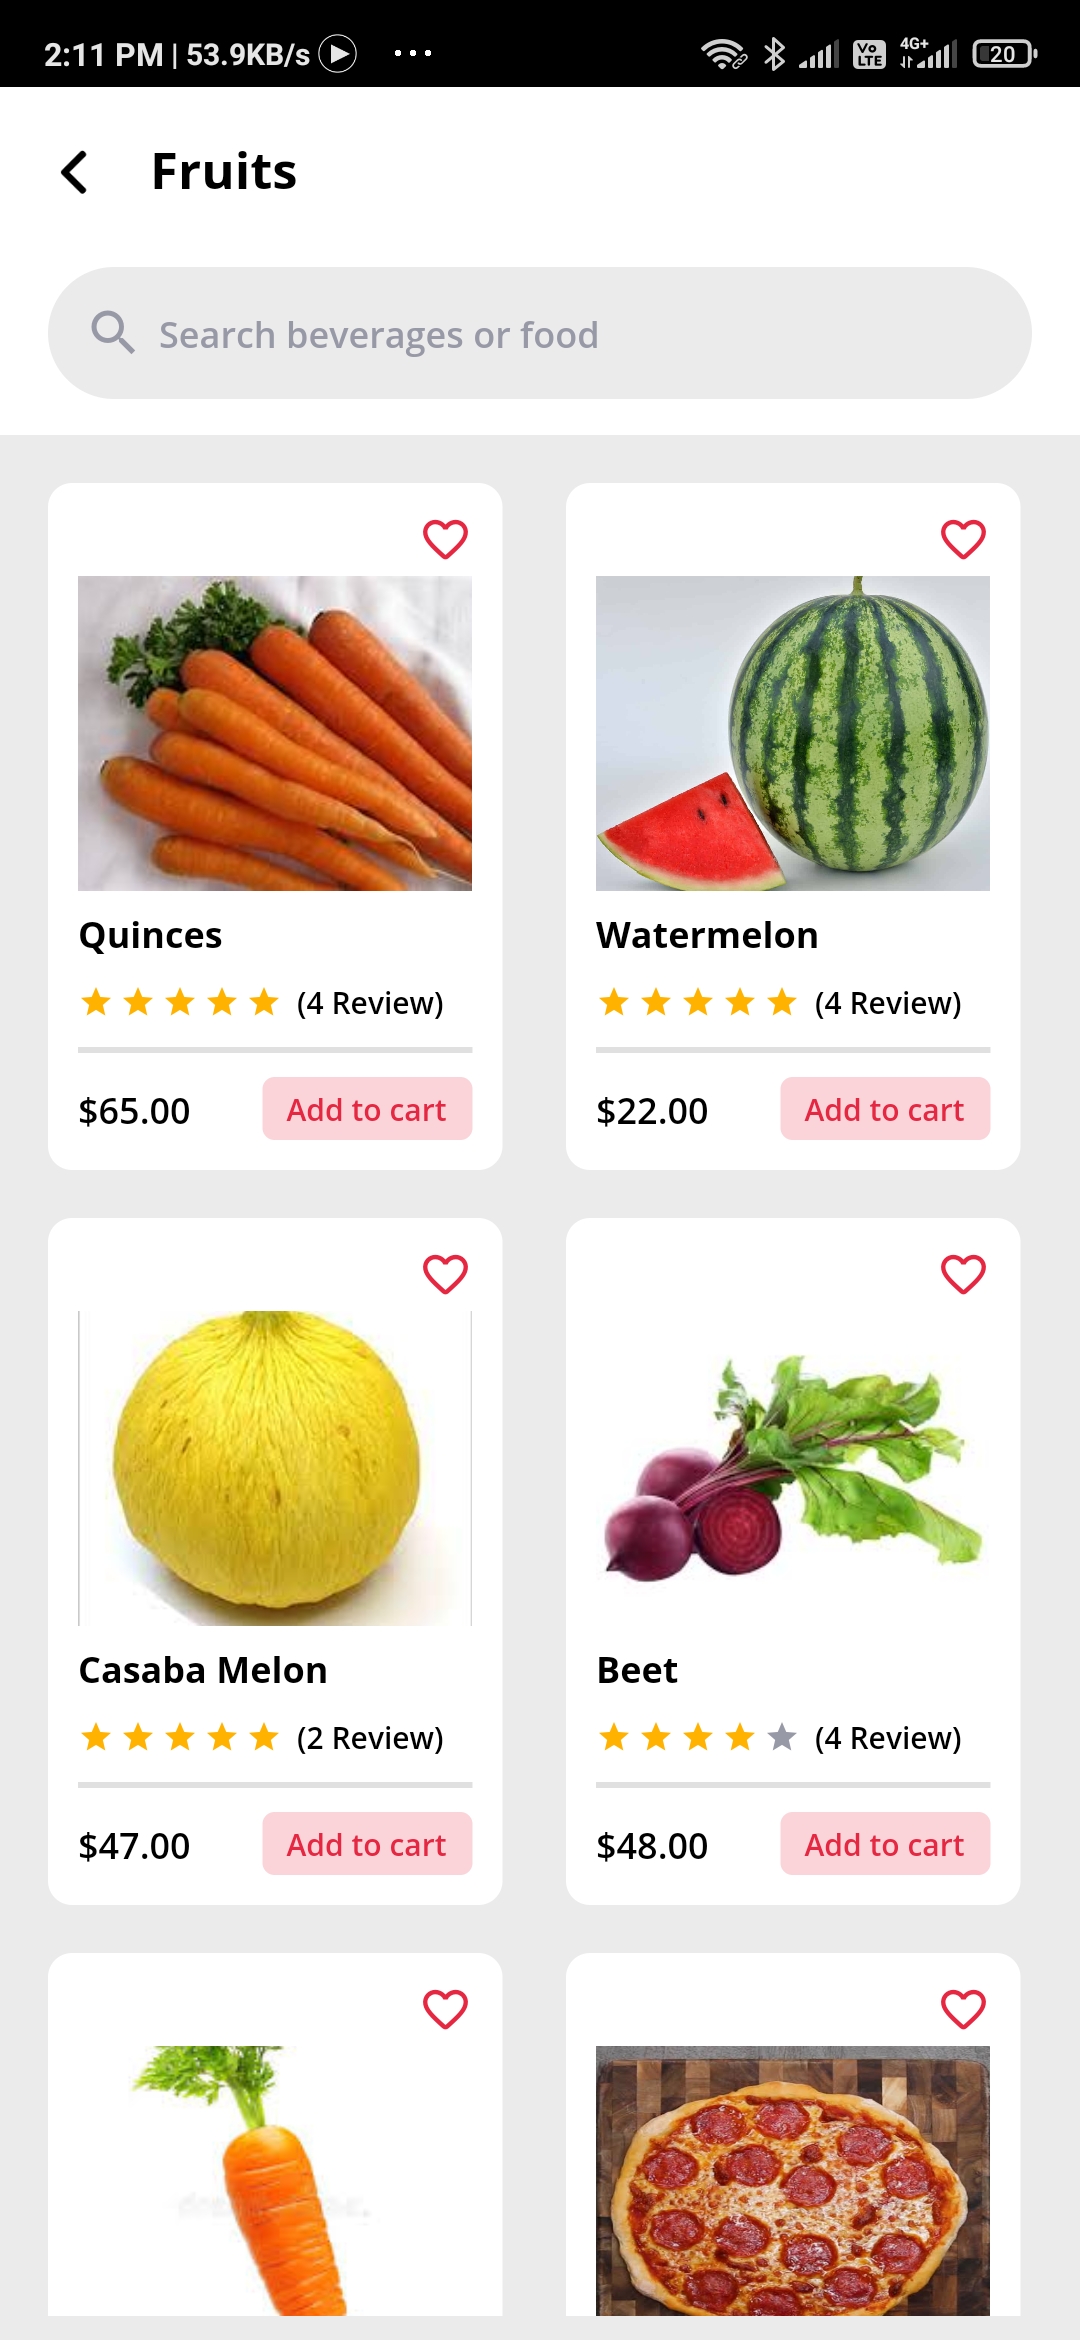 2:11 PM | 53.9KB/s ...
Vo LTE 4G+ 20
Fruits
Search beverages or food
Quinces
(4 Review)
$65.00 Add to cart
Watermelon
(4 Review)
$22.00 Add to cart
Casaba Melon
(2 Review)
$47.00 Add to cart
Beet
(4 Review)
$48.00 Add to cart